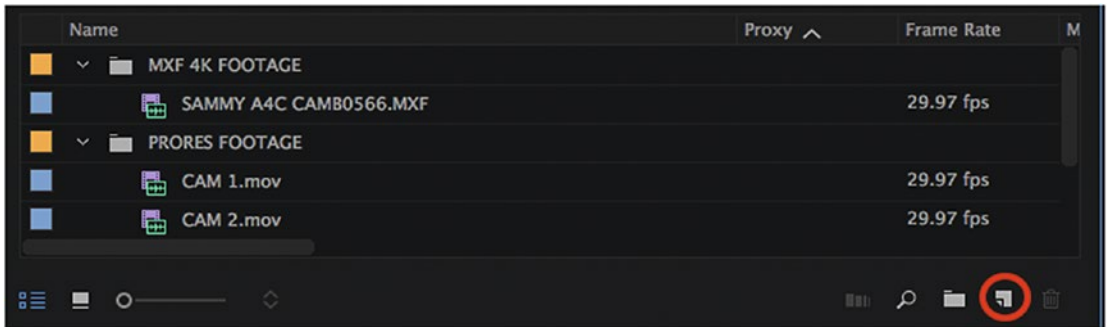 Name Proxy Frame Rate M
MXF 4K FOOTAGE
SAMMY A4C CAMB0566.MXF 29.97 fps
PRORES FOOTAGE
CAM 1.mov 29.97 fps
CAM 2.mov 29.97 fps